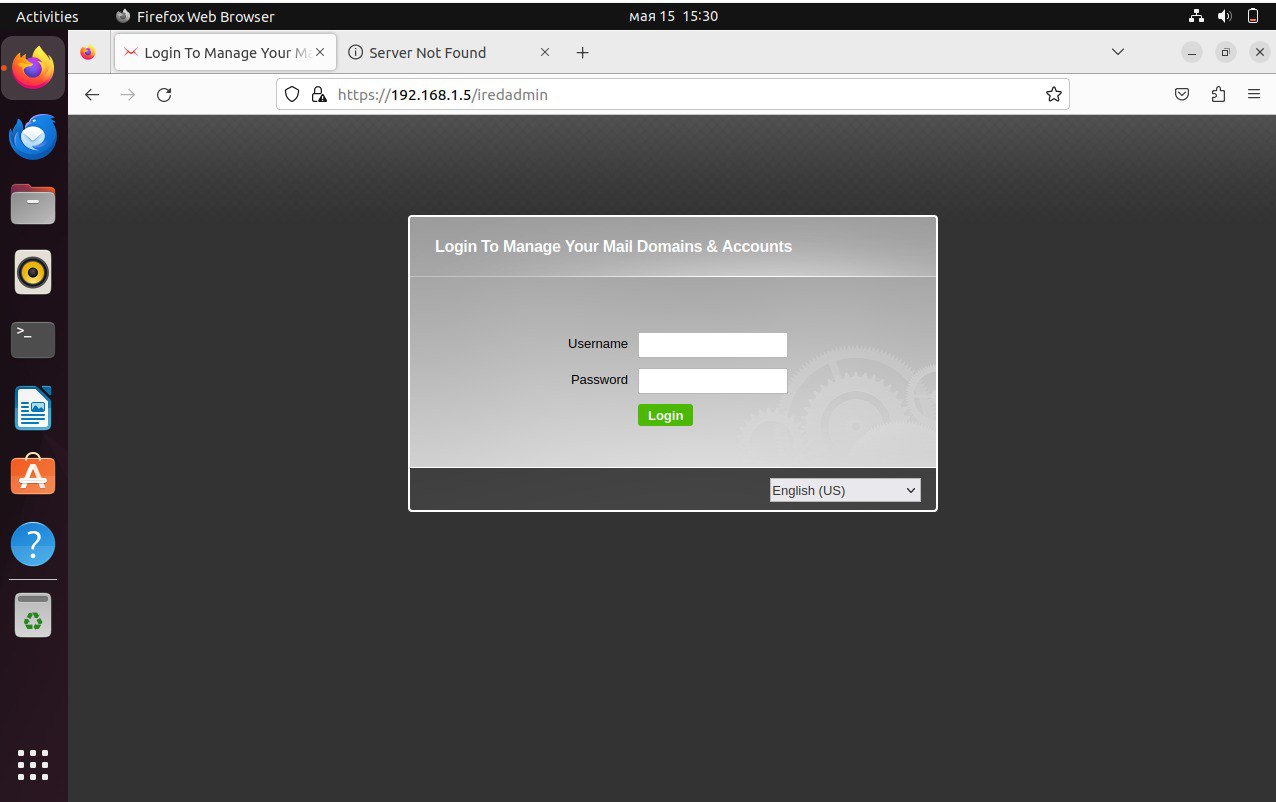 Activities
Firefox Web Browser
мая 15 15:30
Login To Manage Your Ma
Server Not Found
https://192.168.1.5/iredadmin
Login To Manage Your Mail Domains & Accounts
Username
Password
Login
English (US)